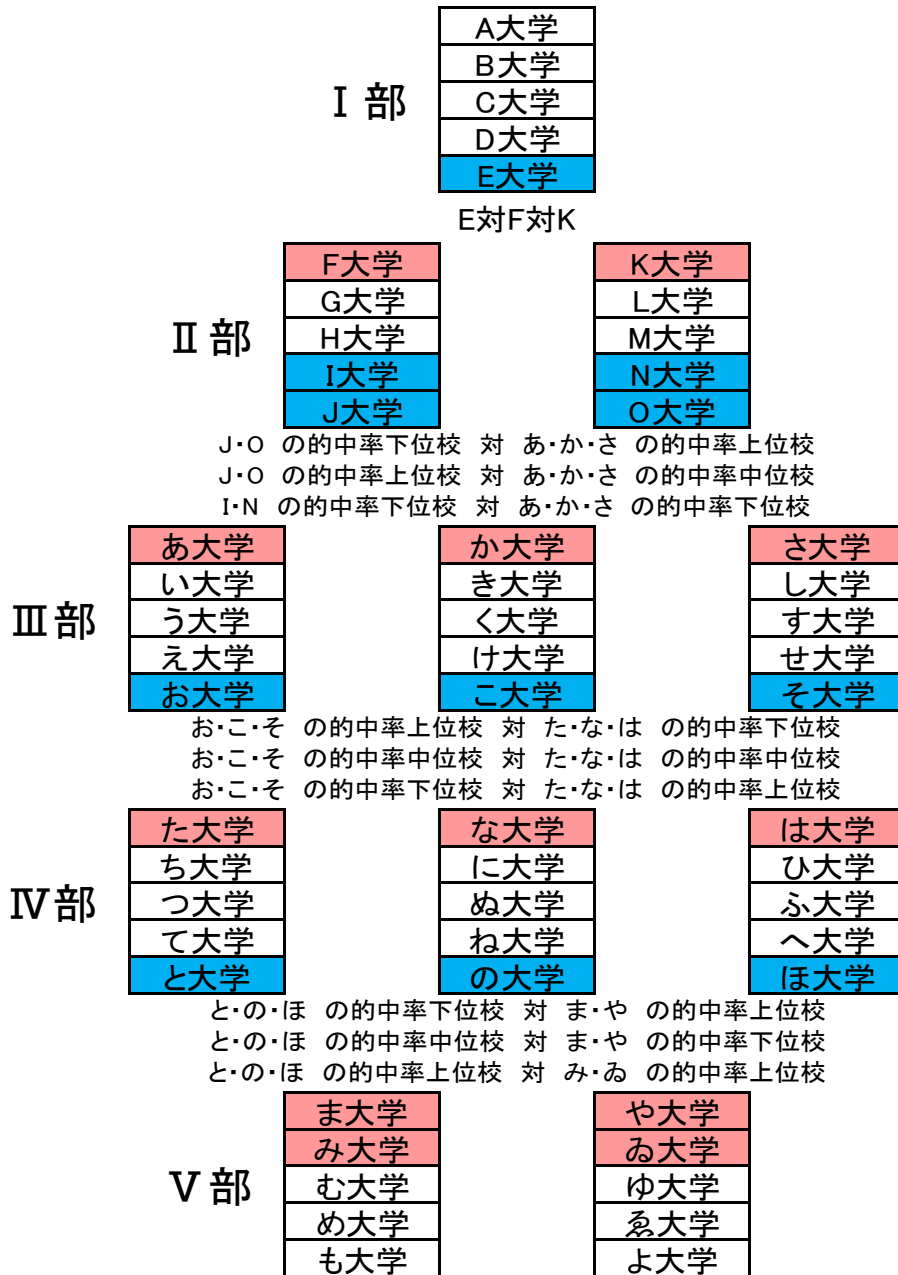 A大学
B大学
Ⅰ部
C大学
D大学
E大学
E対F対K
F大学 K大学
G大学 L大学
Ⅱ部
H大学 M大学
I大学 N大学
J大学 O大学
J・O の的中率下位校 対 あ・か・さ の的中率上位校
J・O の的中率上位校 対 あ・か・さ の的中率中位校
I・N の的中率下位校 対 あ・か・さ の的中率下位校
あ大学 か大学 さ大学
い大学 き大学 し大学
Ⅲ部
う大学 く大学 す大学
え大学 け大学 せ大学
お大学 こ大学 そ大学
お・こ・そ の的中率上位校 対 た・な・は の的中率下位校
お・こ・そ の的中率中位校 対 た・な・は の的中率中位校
お・こ・そ の的中率下位校 対 た・な・は の的中率上位校
た大学 な大学 は大学
ち大学 に大学 ひ大学
Ⅳ部
つ大学 ぬ大学 ふ大学
て大学 ね大学 へ大学
と大学 の大学 ほ大学
と・の・ほ の的中率下位校 対 ま・や の的中率上位校
と・の・ほ の的中率中位校 対 ま・や の的中率下位校
と・の・ほ の的中率上位校 対 み・ゐ の的中率上位校
ま大学 や大学
み大学 ゐ大学
Ⅴ部
む大学 ゆ大学
め大学 ゑ大学
も大学 よ大学